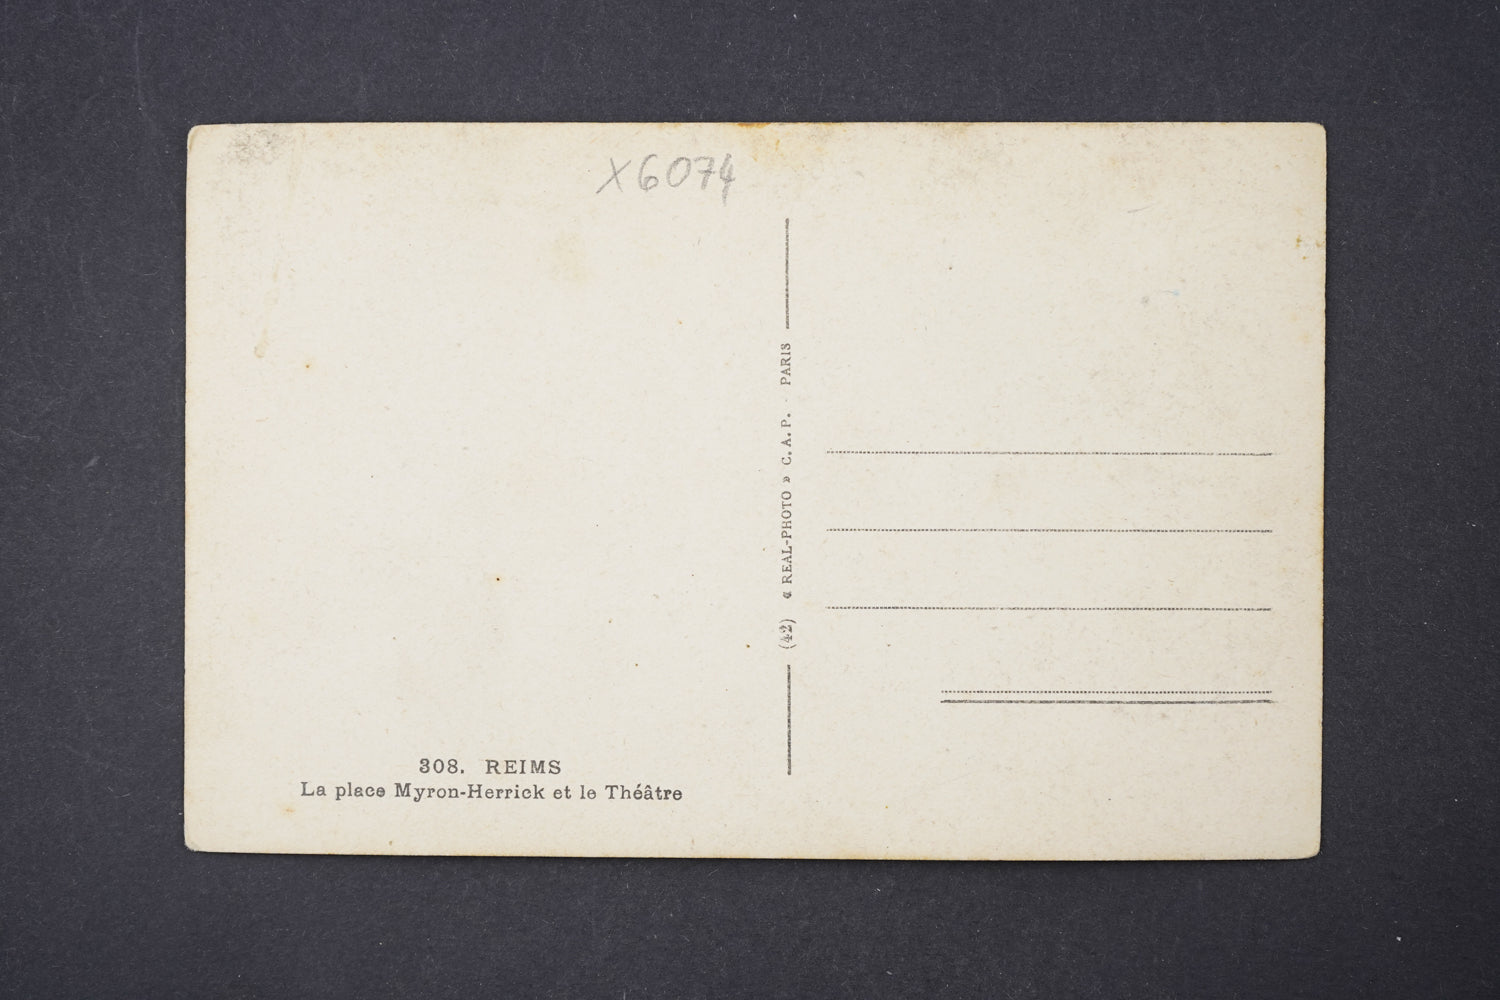 X6074
308. REIMS
La place Myron-Herrick et le Théâtre
(42) « REAL-PHOTO » C. A. P. - PARIS